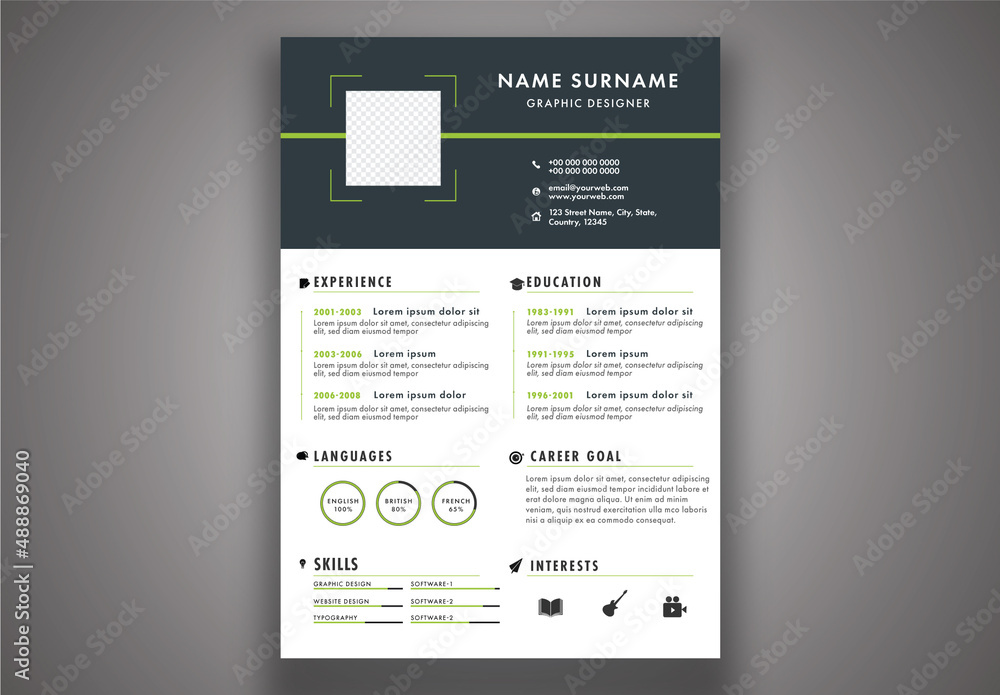 NAME SURNAME
GRAPHIC DESIGNER
+00 000 000 0000
+00 000 000 0000
email@yourweb.com
www.yourweb.com
123 Street Name, City, State,
Country, 12345
EXPERIENCE
2001-2003 Lorem ipsum dolor sit
Lorem ipsum dolor sit amet, consectetur adipiscing
elit, sed diam eiusmod tempor
2003-2006 Lorem ipsum
Lorem ipsum dolor sit amet, consectetur adipiscing
elit, sed diam eiusmod tempor
2006-2008 Lorem ipsum dolor
Lorem ipsum dolor sit amet, consectetur adipiscing
elit, sed diam eiusmod tempor
EDUCATION
1983-1991 Lorem ipsum dolor sit
Lorem ipsum dolor sit amet, consectetur adipiscing
elit, sed diam eiusmod tempor
1991-1995 Lorem ipsum
Lorem ipsum dolor sit amet, consectetur adipiscing
elit, sed diam eiusmod tempor
1996-2001 Lorem ipsum dolor sit
Lorem ipsum dolor sit amet, consectetur adipiscing
elit, sed diam eiusmod tempor
LANGUAGES
ENGLISH
100%
BRITISH
80%
FRENCH
65%
CAREER GOAL
Lorem ipsum dolor sit amet, consectetur
adipiscing elit, sed diam eiusmod tempor
incididunt ut labore et dolore magna
aliqua. Ut enim ad minim veniam, quis
nostrud exercitation ullamco laboris nisi ut
aliquip ex ea commodo consequat.
SKILLS
GRAPHIC DESIGN
WEBSITE DESIGN
TYPOGRAPHY
SOFTWARE-1
SOFTWARE-2
SOFTWARE-2
INTERESTS
Adobe Stock | #488869040